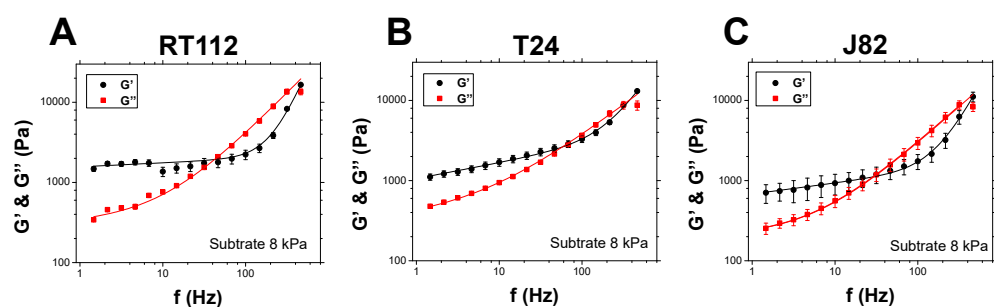 A
RT112
G' & G'' (Pa)
10000
1000
100
G'
G''
Subtrate 8 kPa
1
10
100
f (Hz)
B
T24
G' & G'' (Pa)
10000
1000
100
G'
G''
Subtrate 8 kPa
1
10
100
f (Hz)
C
J82
G' & G'' (Pa)
10000
1000
100
G'
G''
Subtrate 8 kPa
1
10
100
f (Hz)